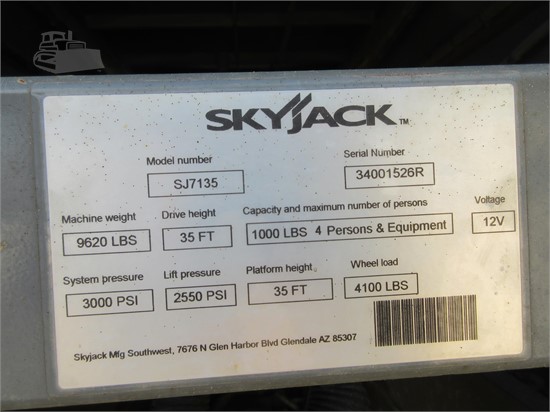 SKYJACK™
Model number
SJ7135
Serial Number
34001526R
Machine weight
9620 LBS
Drive height
35 FT
Capacity and maximum number of persons
1000 LBS 4 Persons & Equipment
Voltage
12V
System pressure
3000 PSI
Lift pressure
2550 PSI
Platform height
35 FT
Wheel load
4100 LBS
Skyjack Mfg Southwest, 7676 N Glen Harbor Blvd Glendale AZ 85307